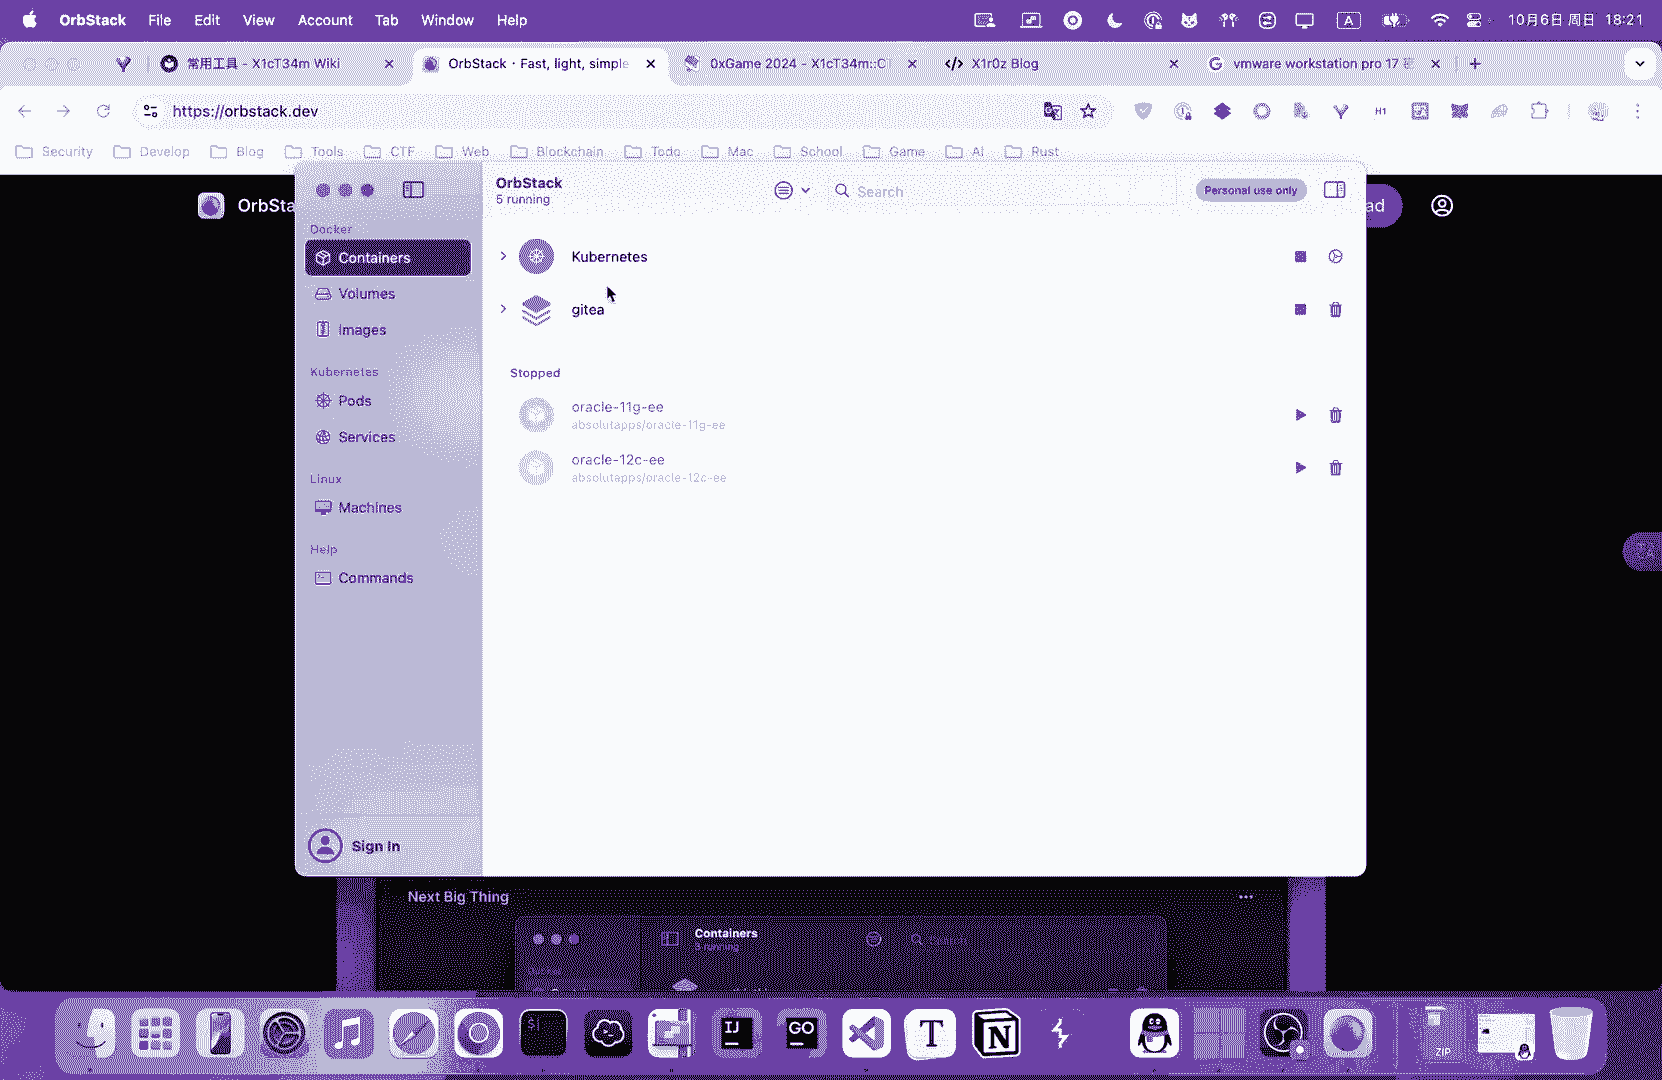 OrbStack File Edit View Account Tab Window Help
A 10月6日 周日 18:21
常用工具 - X1cT34m Wiki
OrbStack · Fast, light, simple
0xGame 2024 - X1cT34m::C
X1r0z Blog
vmware workstation pro 17
https://orbstack.dev
H1
Security Develop Blog Tools CTF Web Blockchain Todo Mac School Game AI Rust
OrbSta
ad
OrbStack
5 running
Search
Personal use only
Docker
Containers
Volumes
Images
Kubernetes
Pods
Services
Linux
Machines
Help
Commands
Sign In
Kubernetes
gitea
Stopped
oracle-11g-ee
absolutapps/oracle-11g-ee
oracle-12c-ee
absolutapps/oracle-12c-ee
Next Big Thing
Containers
running
Search
$
IJ
GO
T
N
ZIP